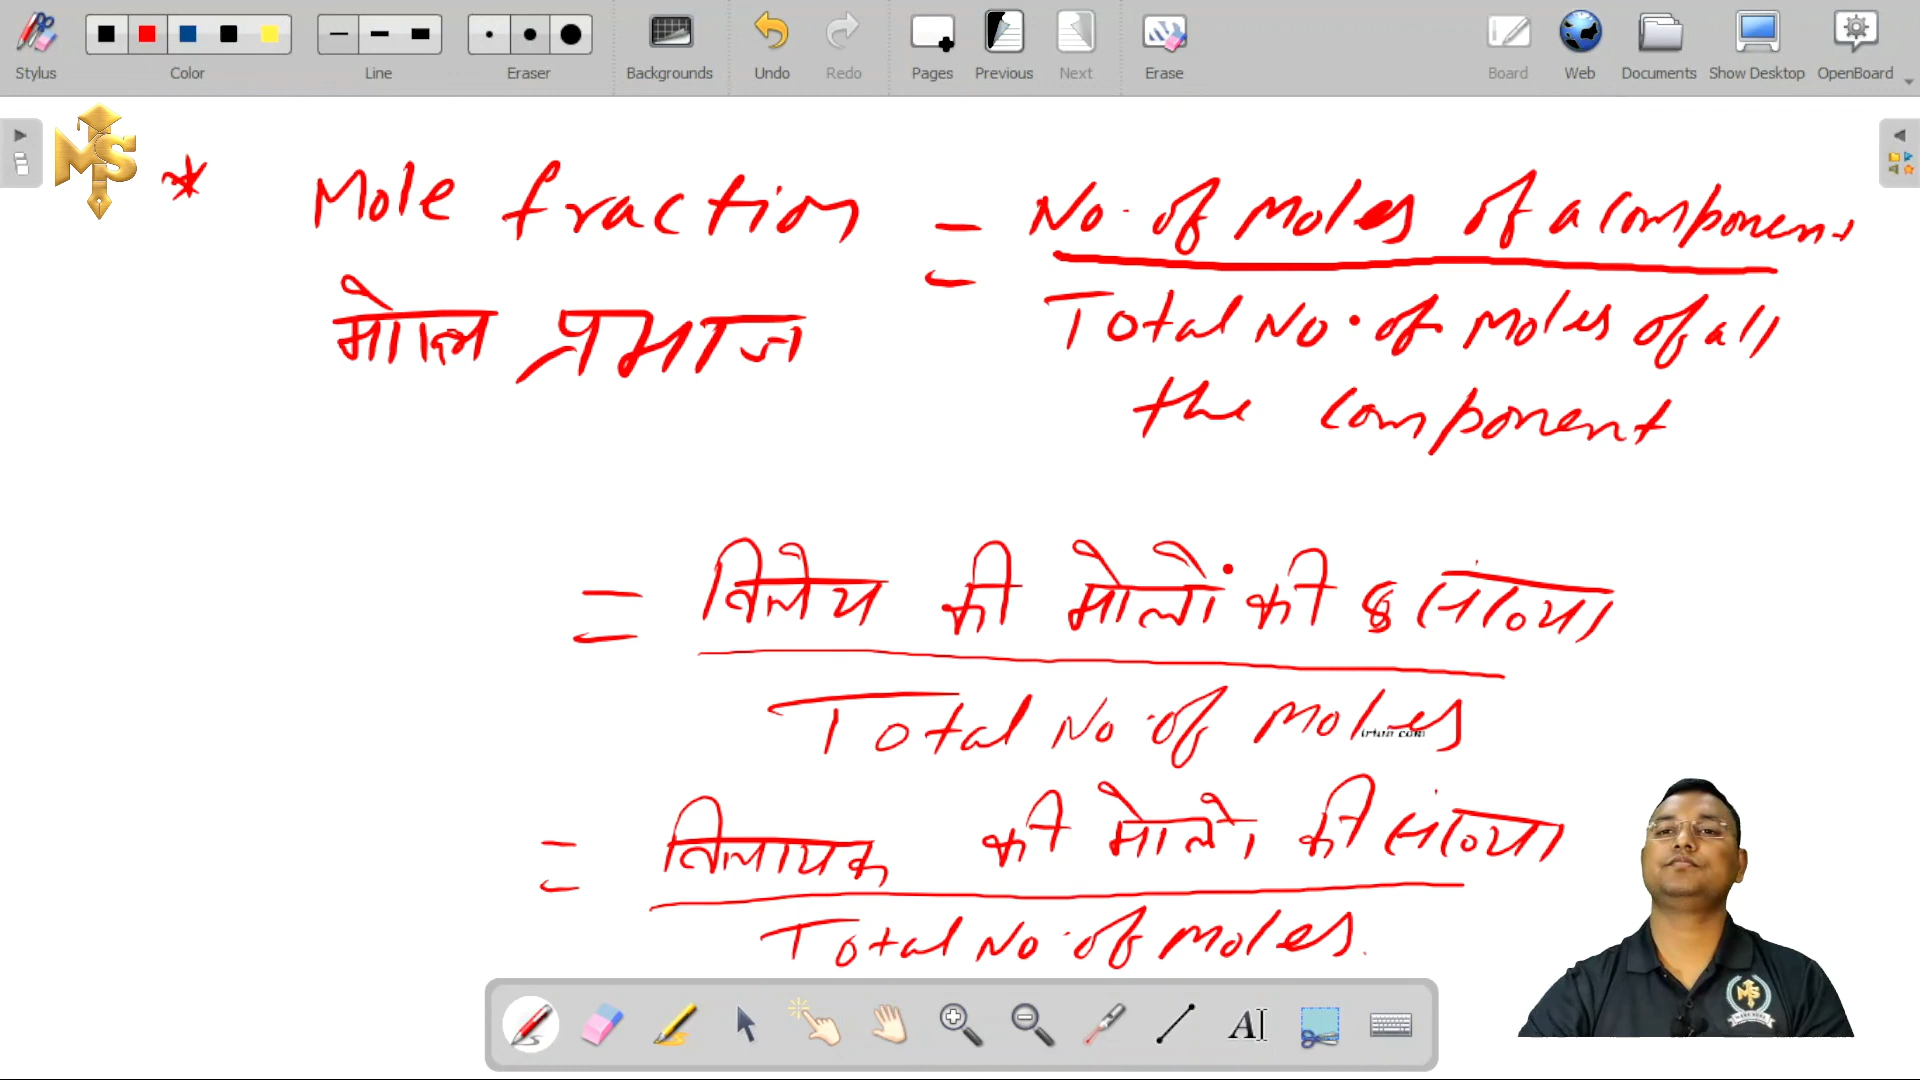 Stylus Color Line Eraser Backgrounds Undo Redo Pages Previous Next Erase Board Web Documents Show Desktop OpenBoard
MS
* Mole fraction = No. of Moles of a component
मोल प्रभाज
Total No. of Moles of all
the component
= विलेय की मोलों की संख्या
Total No. of Moles
= विलायक की मोलो की संख्या
Total No. of Moles.
MS